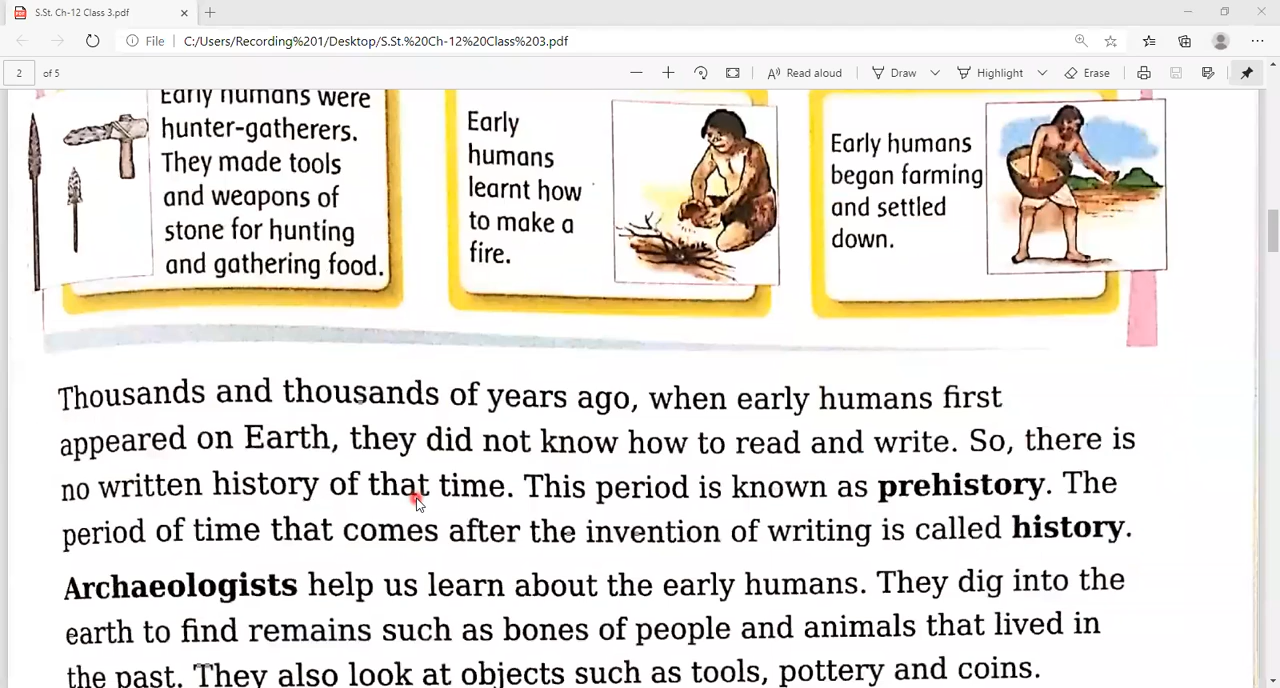 S.St. Ch-12 Class 3.pdf
File
C:/Users/Recording%201/Desktop/S.St.%20Ch-12%20Class%203.pdf
2 of 5
Read aloud
Draw
Highlight
Erase
Early humans were
hunter-gatherers.
They made tools
and weapons of
stone for hunting
and gathering food.
Early
humans
learnt how
to make a
fire.
Early humans
began farming
and settled
down.
Thousands and thousands of years ago, when early humans first
appeared on Earth, they did not know how to read and write. So, there is
no written history of that time. This period is known as prehistory. The
period of time that comes after the invention of writing is called history.
Archaeologists help us learn about the early humans. They dig into the
earth to find remains such as bones of people and animals that lived in
the past. They also look at objects such as tools, pottery and coins.